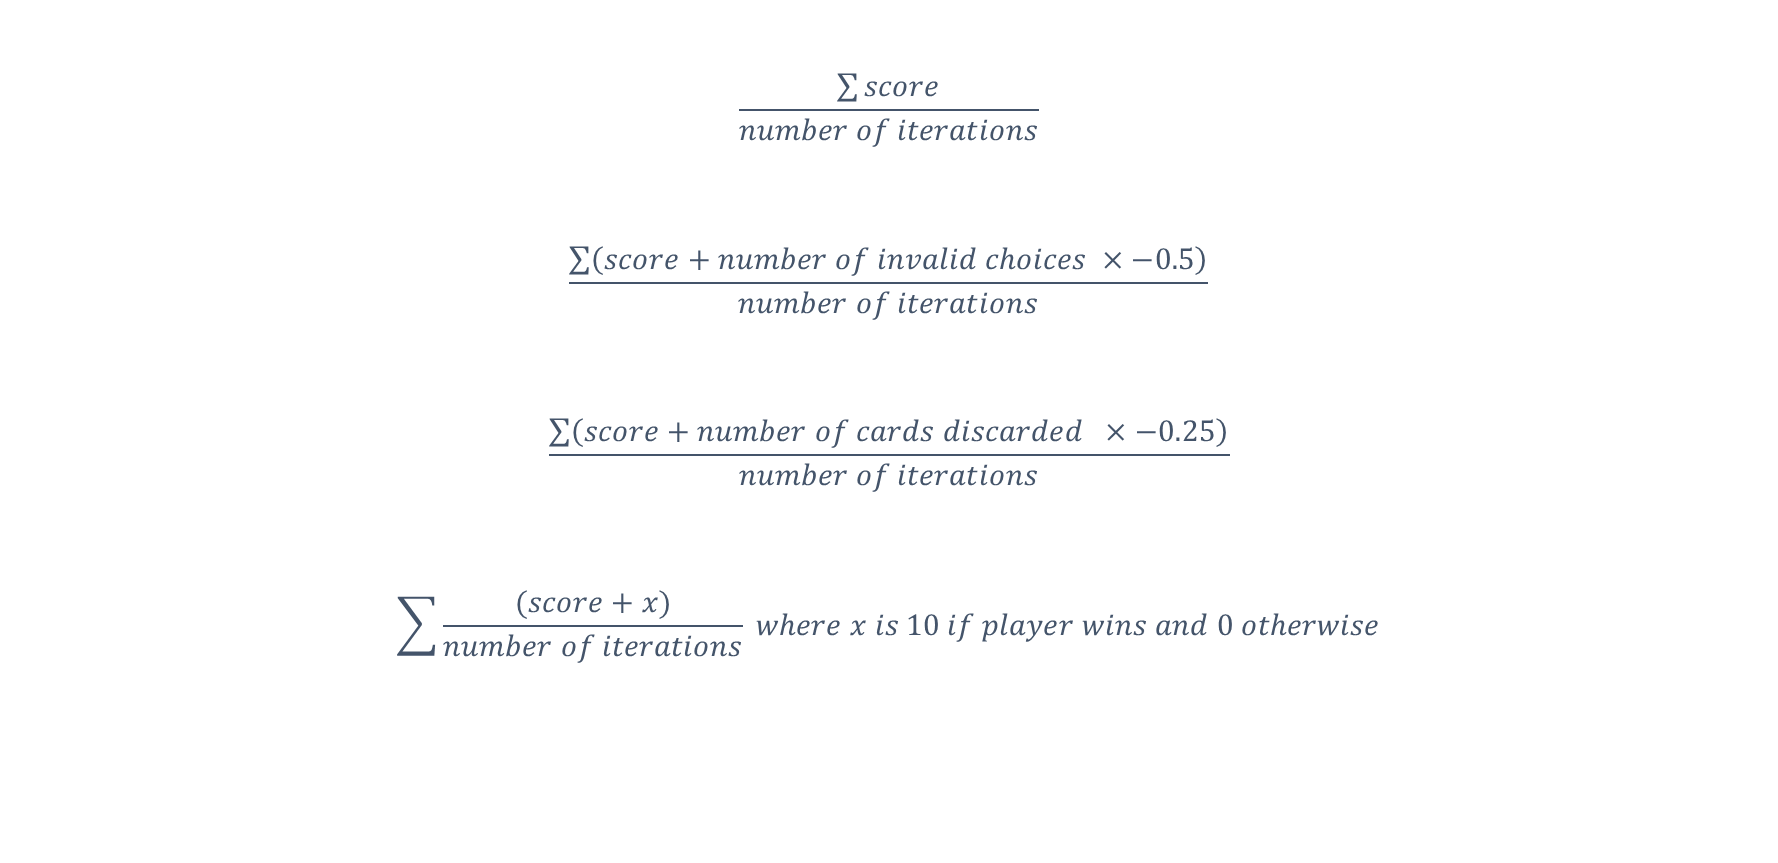 ∑ score
number of iterations
∑(score + number of invalid choices × −0.5)
number of iterations
∑(score + number of cards discarded × −0.25)
number of iterations
∑ (score + x)
number of iterations where x is 10 if player wins and 0 otherwise